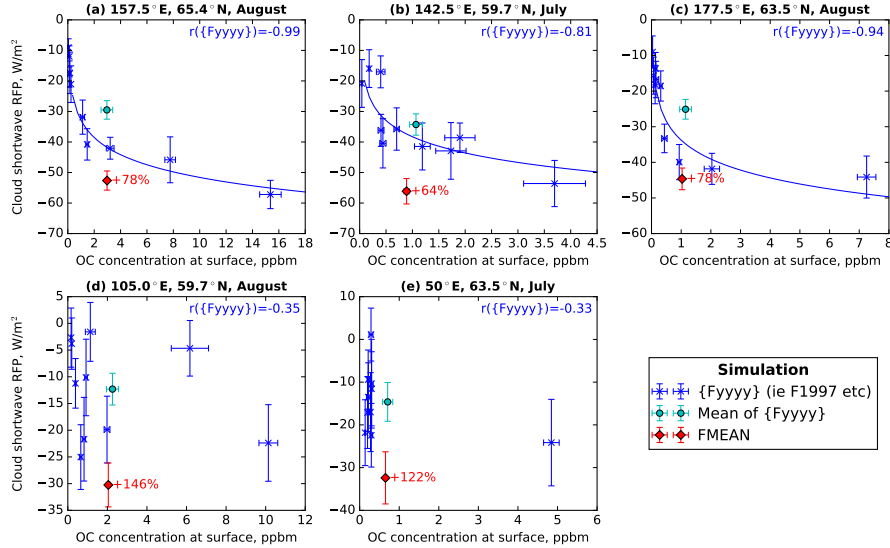 (a) 157.5°E, 65.4°N, August
r({Fyyyy})=-0.99
+78%
Cloud shortwave RFP, W/m²
0
−10
−20
−30
−40
−50
−60
−70
0 2 4 6 8 10 12 14 16 18
OC concentration at surface, ppbm
(b) 142.5°E, 59.7°N, July
r({Fyyyy})=-0.81
+64%
0
−10
−20
−30
−40
−50
−60
−70
0.0 0.5 1.0 1.5 2.0 2.5 3.0 3.5 4.0 4.5
OC concentration at surface, ppbm
(c) 177.5°E, 63.5°N, August
r({Fyyyy})=-0.94
+78%
0
−10
−20
−30
−40
−50
−60
0 1 2 3 4 5 6 7 8
OC concentration at surface, ppbm
(d) 105.0°E, 59.7°N, August
r({Fyyyy})=-0.35
+146%
Cloud shortwave RFP, W/m²
5
0
−5
−10
−15
−20
−25
−30
−35
0 2 4 6 8 10 12
OC concentration at surface, ppbm
(e) 50°E, 63.5°N, July
r({Fyyyy})=-0.33
+122%
10
0
−10
−20
−30
−40
0 1 2 3 4 5 6
OC concentration at surface, ppbm
Simulation
{Fyyyy} (ie F1997 etc)
Mean of {Fyyyy}
FMEAN